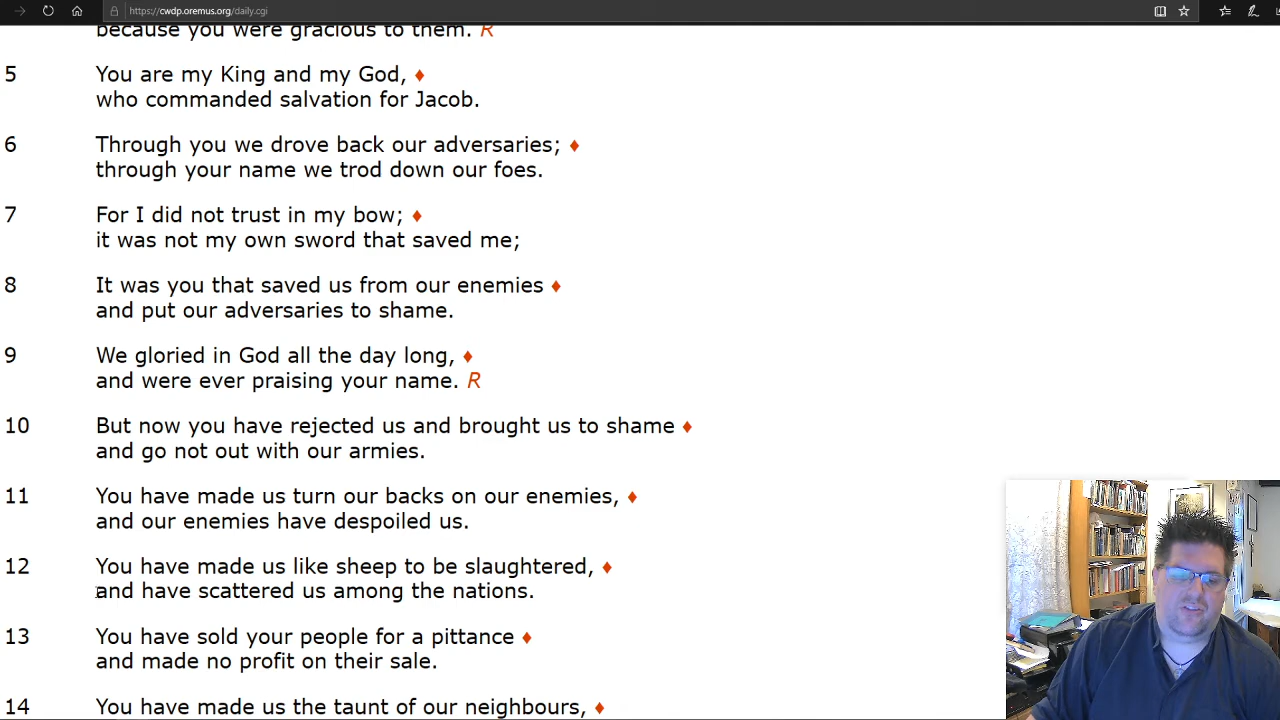 https://cwdp.oremus.org/daily.cgi
because you were gracious to them. R
5 You are my King and my God, ♦
who commanded salvation for Jacob.
6 Through you we drove back our adversaries; ♦
through your name we trod down our foes.
7 For I did not trust in my bow; ♦
it was not my own sword that saved me;
8 It was you that saved us from our enemies ♦
and put our adversaries to shame.
9 We gloried in God all the day long, ♦
and were ever praising your name. R
10 But now you have rejected us and brought us to shame ♦
and go not out with our armies.
11 You have made us turn our backs on our enemies, ♦
and our enemies have despoiled us.
12 You have made us like sheep to be slaughtered, ♦
and have scattered us among the nations.
13 You have sold your people for a pittance ♦
and made no profit on their sale.
14 You have made us the taunt of our neighbours, ♦